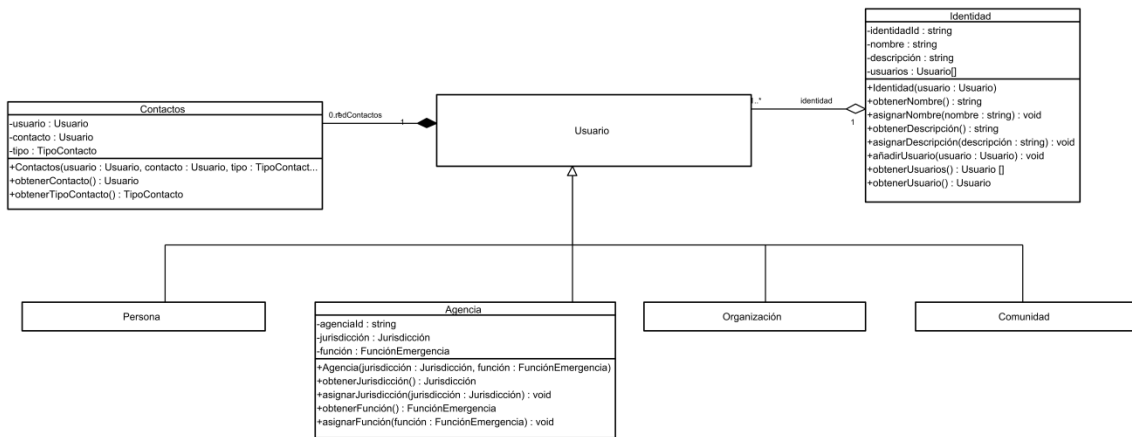 Identidad
-identidadId : string
-nombre : string
-descripción : string
-usuarios : Usuario[]
+Identidad(usuario : Usuario)
+obtenerNombre() : string
+asignarNombre(nombre : string) : void
+obtenerDescripción() : string
+asignarDescripción(descripción : string) : void
+añadirUsuario(usuario : Usuario) : void
+obtenerUsuarios() : Usuario []
+obtenerUsuario() : Usuario
Contactos
-usuario : Usuario
-contacto : Usuario
-tipo : TipoContacto
+Contactos(usuario : Usuario, contacto : Usuario, tipo : TipoContact...
+obtenerContacto() : Usuario
+obtenerTipoContacto() : TipoContacto
1
Usuario
1..*
identidad
1
Persona
Agencia
-agenciaId : string
-jurisdicción : Jurisdicción
-función : FunciónEmergencia
+Agencia(jurisdicción : Jurisdicción, función : FunciónEmergencia)
+obtenerJurisdicción() : Jurisdicción
+asignarJurisdicción(jurisdicción : Jurisdicción) : void
+obtenerFunción() : FunciónEmergencia
+asignarFunción(función : FunciónEmergencia) : void
Organización
Comunidad